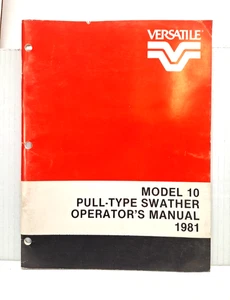 VERSATILE
MODEL 10
PULL-TYPE SWATHER
OPERATOR'S MANUAL
1981